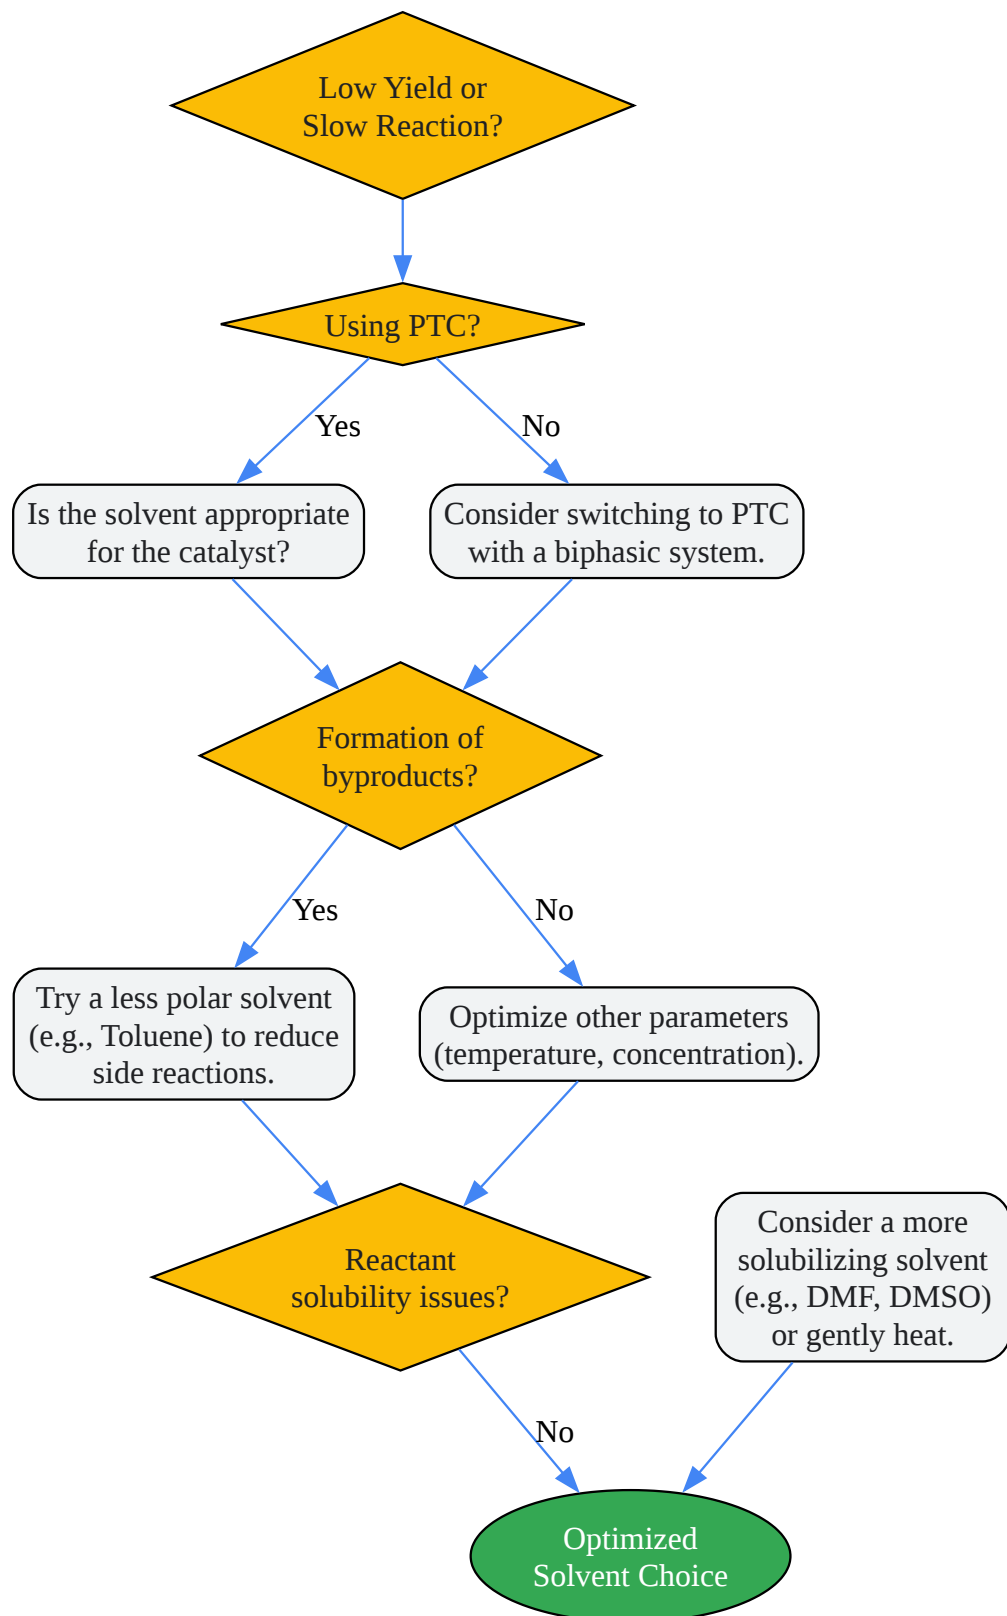 Low Yield or
Slow Reaction?
Using PTC?
Yes
No
Is the solvent appropriate
for the catalyst?
Consider switching to PTC
with a biphasic system.
Formation of
byproducts?
Yes
No
Try a less polar solvent
(e.g., Toluene) to reduce
side reactions.
Optimize other parameters
(temperature, concentration).
Reactant
solubility issues?
Consider a more
solubilizing solvent
(e.g., DMF, DMSO)
or gently heat.
No
Optimized
Solvent Choice